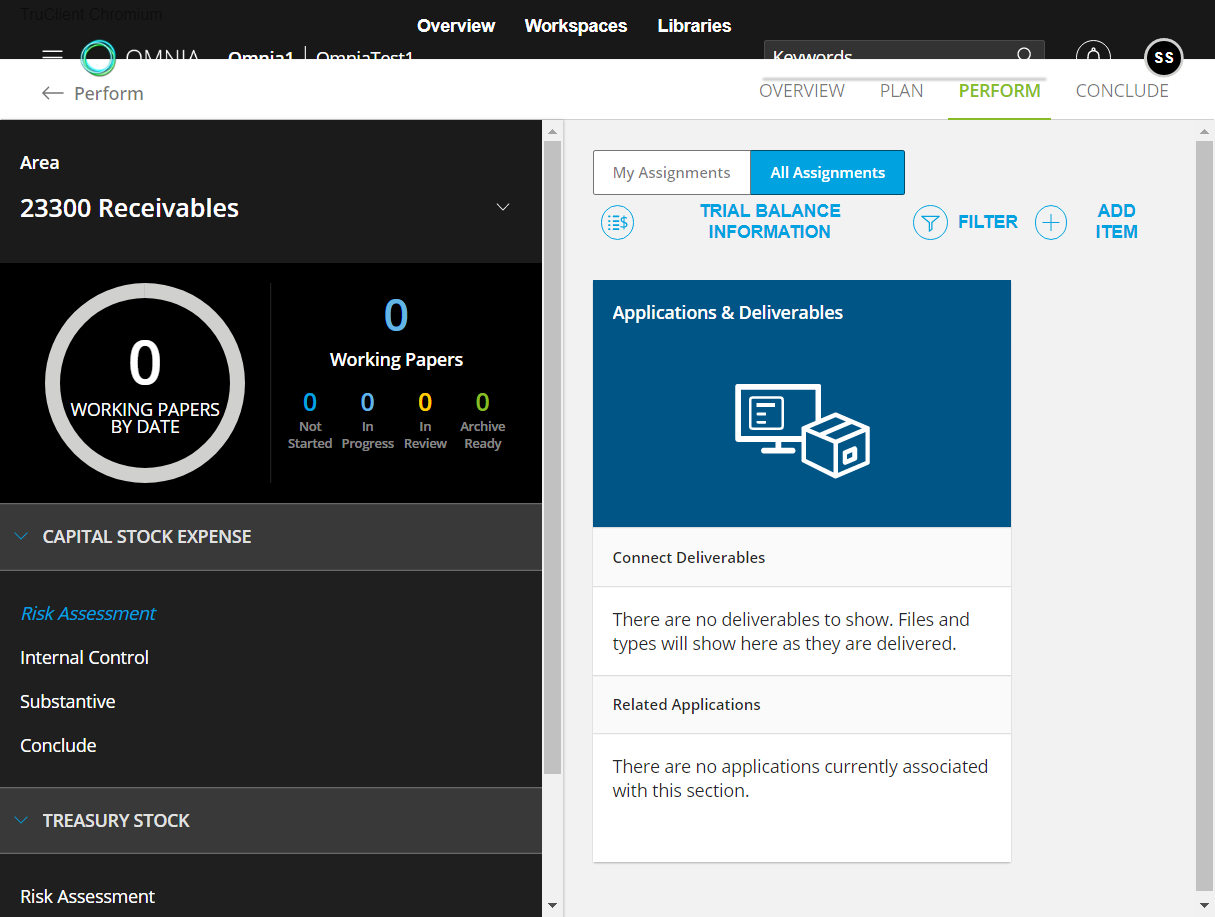 TruClient Chromium
Overview Workspaces Libraries
OMNIA Omnia1 OmniaTest1 Keywords SS
Perform OVERVIEW PLAN PERFORM CONCLUDE
Area
23300 Receivables
0
WORKING PAPERS
BY DATE
0
Working Papers
0 0 0 0
Not In In Archive
Started Progress Review Ready
CAPITAL STOCK EXPENSE
Risk Assessment
Internal Control
Substantive
Conclude
TREASURY STOCK
Risk Assessment
My Assignments All Assignments
TRIAL BALANCE
INFORMATION
FILTER
ADD
ITEM
Applications & Deliverables
Connect Deliverables
There are no deliverables to show. Files and
types will show here as they are delivered.
Related Applications
There are no applications currently associated
with this section.